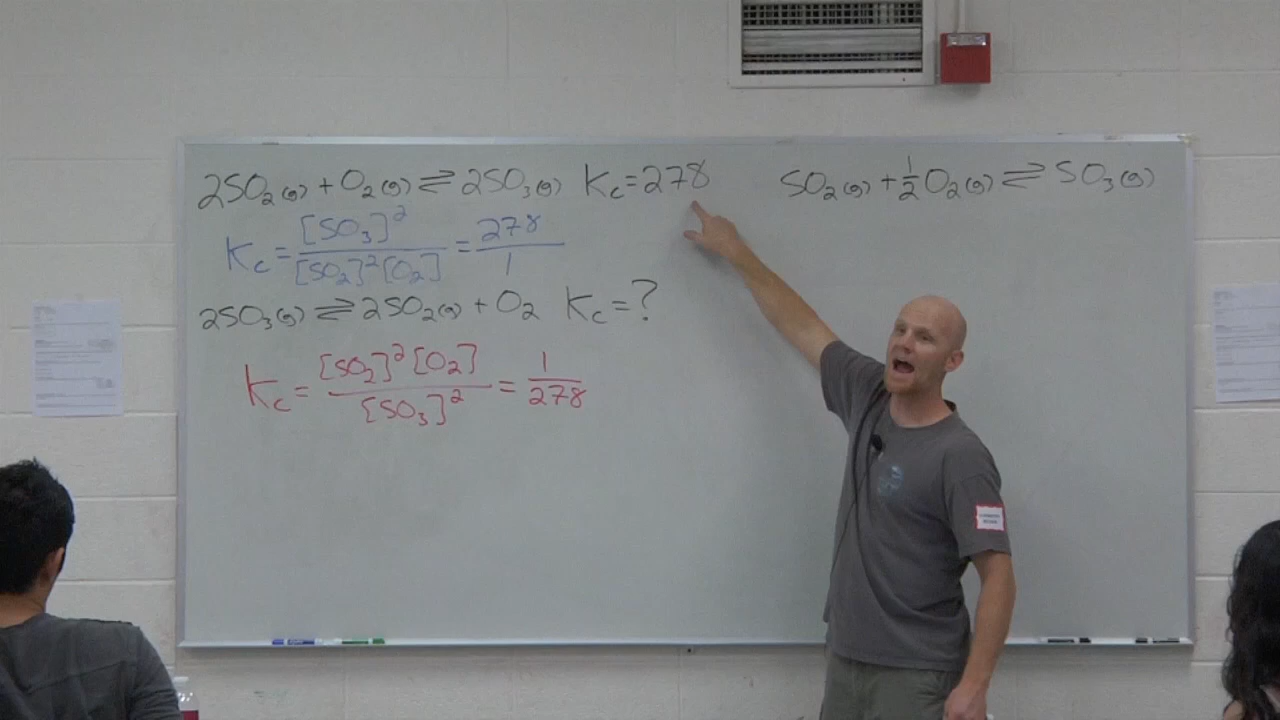 2SO₂(g) + O₂(g) ⇌ 2SO₃(g) Kc = 278
Kc = [SO₃]² / [SO₂]²[O₂] = 278 / 1
2SO₃(g) ⇌ 2SO₂(g) + O₂ Kc = ?
Kc = [SO₂]²[O₂] / [SO₃]² = 1 / 278
SO₂(g) + 1/2 O₂(g) ⇌ SO₃(g)